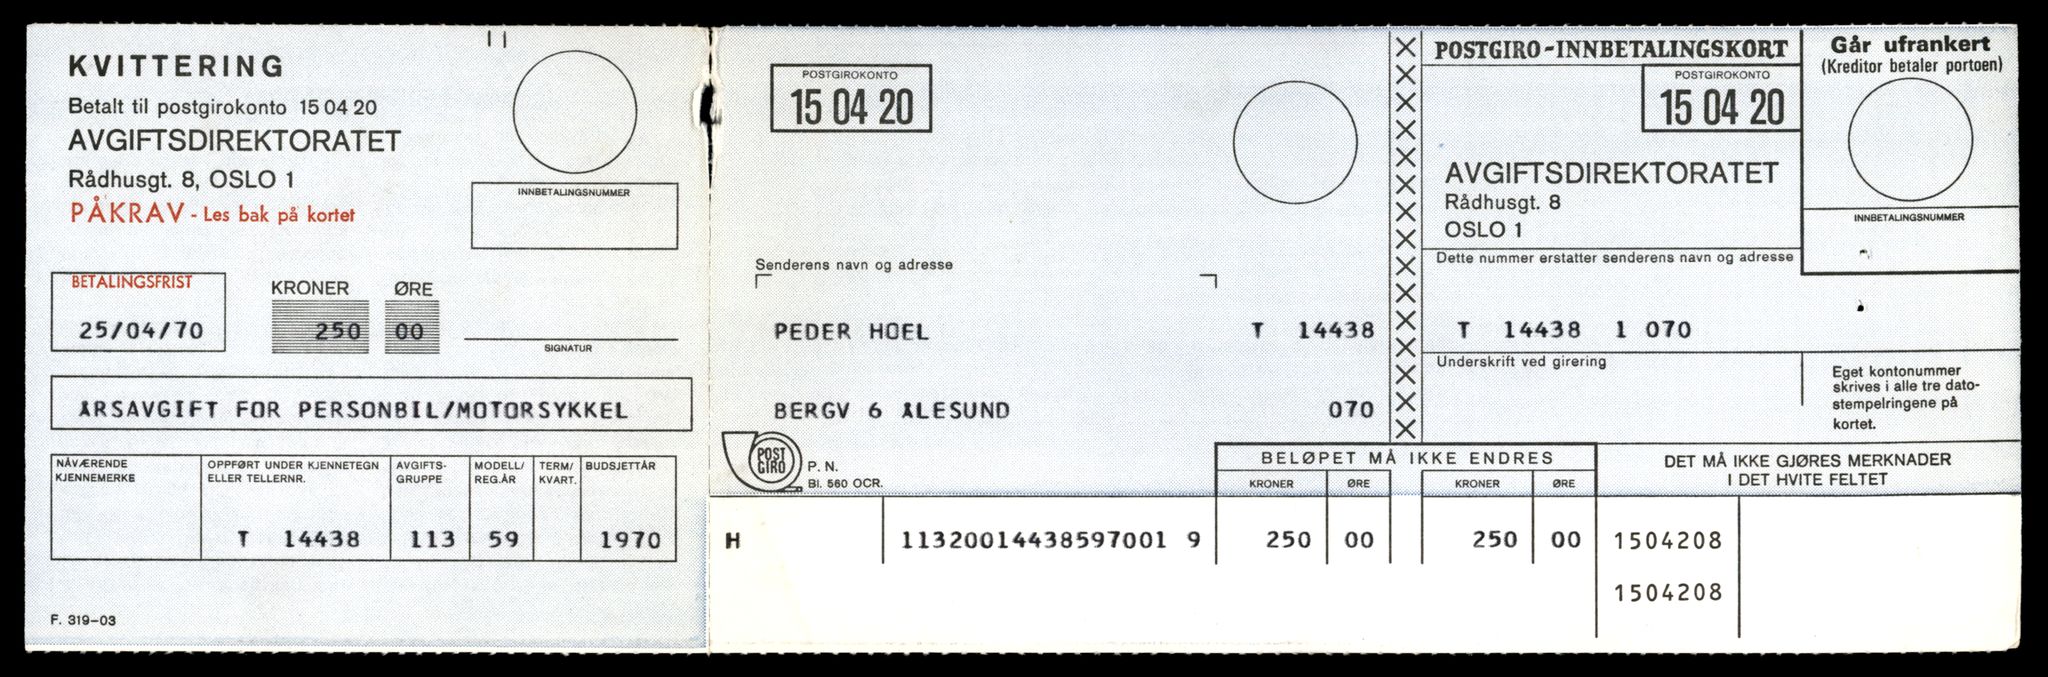 KVITTERING
Betalt til postgirokonto 15 04 20
AVGIFTSDIREKTORATET
Rådhusgt. 8, OSLO 1
PÅKRAV - Les bak på kortet
INNBETALINGSNUMMER
BETALINGSFRIST
25/04/70
KRONER ØRE
250 00
SIGNATUR
ÅRSAVGIFT FOR PERSONBIL/MOTORSYKKEL
NÅVÆRENDE KJENNEMERKE
OPPFØRT UNDER KJENNETEGN ELLER TELLERNR.
AVGIFTS-GRUPPE
MODELL/REG.ÅR
TERM/KVART.
BUDSJETTÅR
T 14438 113 59 1970
F. 319-03
POSTGIROKONTO
15 04 20
Senderens navn og adresse
PEDER HOEL T 14438
BERGV 6 ÅLESUND 070
POST GIRO
P. N.
Bl. 560 OCR.
BELØPET MÅ IKKE ENDRES
KRONER ØRE KRONER ØRE
H 11320014438597001 9 250 00 250 00 1504208
1504208
POSTGIRO-INNBETALINGSKORT
POSTGIROKONTO
15 04 20
AVGIFTSDIREKTORATET
Rådhusgt. 8
OSLO 1
Dette nummer erstatter senderens navn og adresse
T 14438 1 070
Underskrift ved girering
Går ufrankert
(Kreditor betaler portoen)
INNBETALINGSNUMMER
Eget kontonummer
skrives i alle tre dato-
stempelringene på
kortet.
DET MÅ IKKE GJØRES MERKNADER
I DET HVITE FELTET